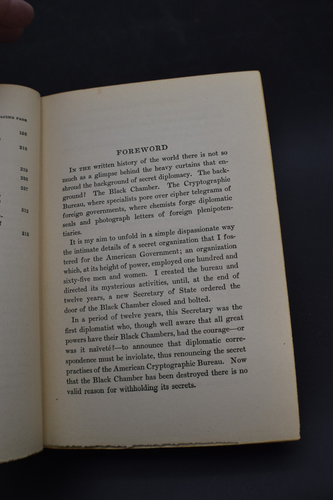 FACING PAGE
168
FOREWORD
IN THE written history of the world there is not so
much as a glimpse behind the heavy curtains that en-
shroud the background of secret diplomacy. The back-
ground? The Black Chamber. The Cryptographic
Bureau, where specialists pore over cipher telegrams of
foreign governments, where chemists forge diplomatic
seals and photograph letters of foreign plenipoten-
tiaries.
It is my aim to unfold in a simple dispassionate way
the intimate details of a secret organization that I fos-
tered for the American Government; an organization
which, at its height of power, employed one hundred and
sixty-five men and women. I created the bureau and
directed its mysterious activities, until, at the end of
twelve years, a new Secretary of State ordered the
door of the Black Chamber closed and bolted.
In a period of twelve years, this Secretary was the
first diplomatist who, though well aware that all great
powers have their Black Chambers, had the courage—or
was it naïveté?—to announce that diplomatic corre-
spondence must be inviolate, thus renouncing the secret
practises of the American Cryptographic Bureau. Now
that the Black Chamber has been destroyed there is no
valid reason for withholding its secrets.